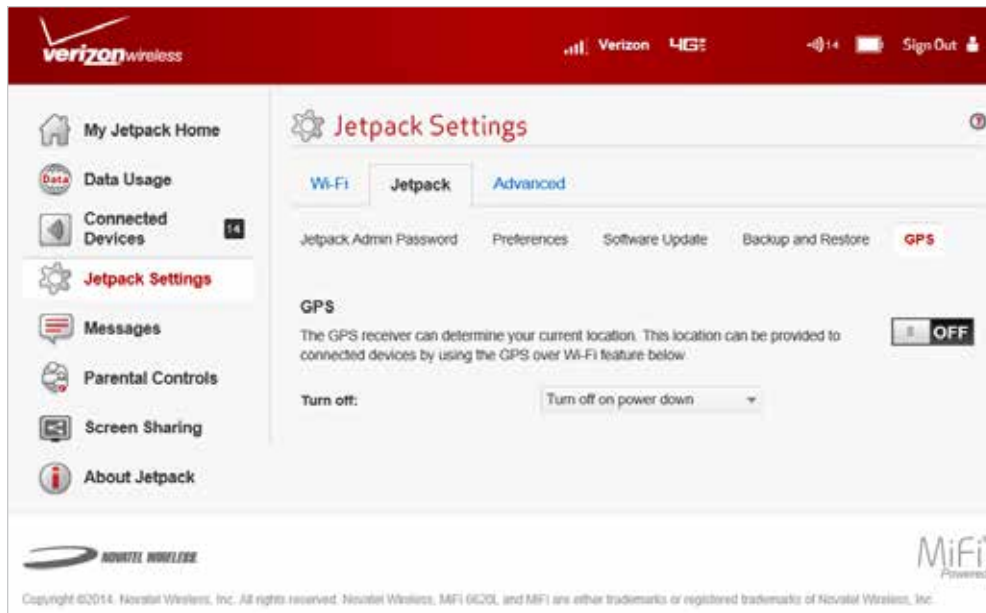 verizonwireless
Verizon 4GLTE 14 Sign Out
My Jetpack Home
Data
Data Usage
Connected
Devices
14
Jetpack Settings
Messages
Parental Controls
Screen Sharing
About Jetpack
Jetpack Settings
?
Wi-Fi Jetpack Advanced
Jetpack Admin Password Preferences Software Update Backup and Restore GPS
GPS
The GPS receiver can determine your current location. This location can be provided to
connected devices by using the GPS over Wi-Fi feature below
OFF
Turn off: Turn off on power down
NOVATEL WIRELESS.
MiFi
Powered
Copyright ©2014. Novatel Wireless, Inc. All rights reserved. Novatel Wireless, MiFi 6620L and MiFi are either trademarks or registered trademarks of Novatel Wireless, Inc.